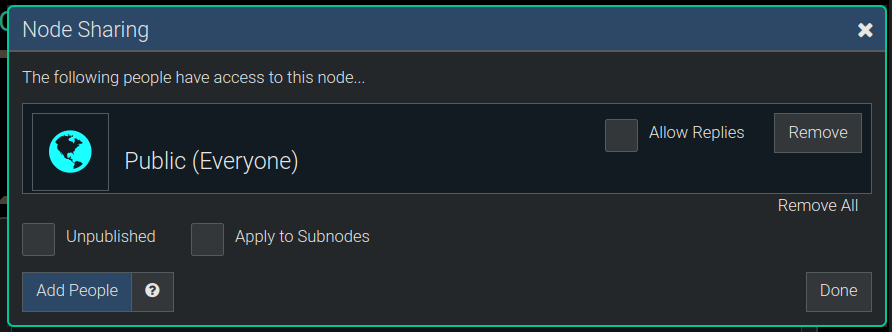 Node Sharing
The following people have access to this node...
Public (Everyone)
Allow Replies
Remove
Remove All
Unpublished
Apply to Subnodes
Add People
Done